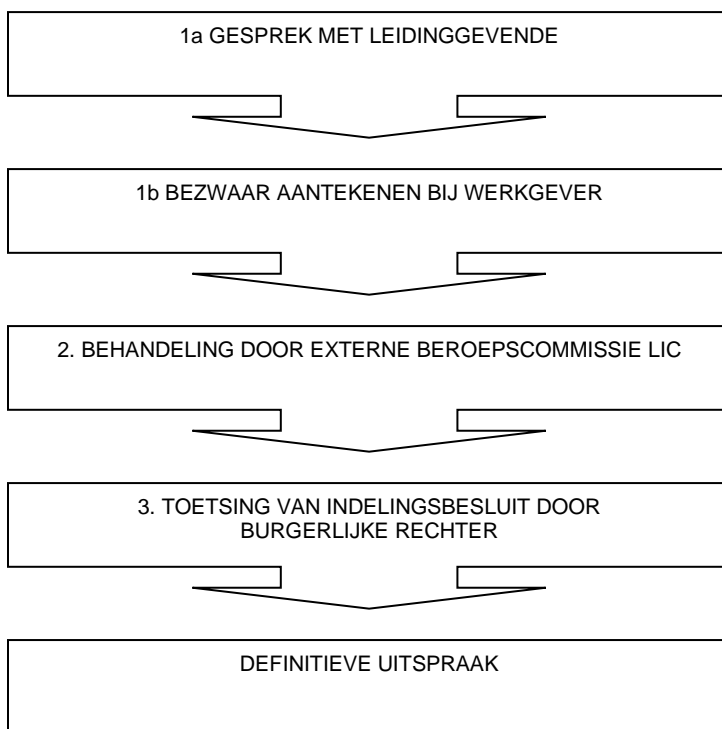 1a GESPREK MET LEIDINGGEVENDE
1b BEZWAAR AANTEKENEN BIJ WERKGEVER
2. BEHANDELING DOOR EXTERNE BEROEPSCOMMISSIE LIC
3. TOETSING VAN INDELINGSBESLUIT DOOR
BURGERLIJKE RECHTER
DEFINITIEVE UITSPRAAK